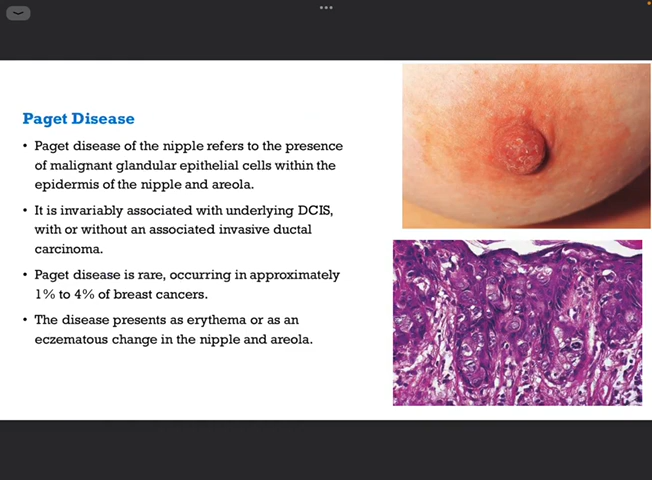 Paget Disease
• Paget disease of the nipple refers to the presence
of malignant glandular epithelial cells within the
epidermis of the nipple and areola.
• It is invariably associated with underlying DCIS,
with or without an associated invasive ductal
carcinoma.
• Paget disease is rare, occurring in approximately
1% to 4% of breast cancers.
• The disease presents as erythema or as an
eczematous change in the nipple and areola.